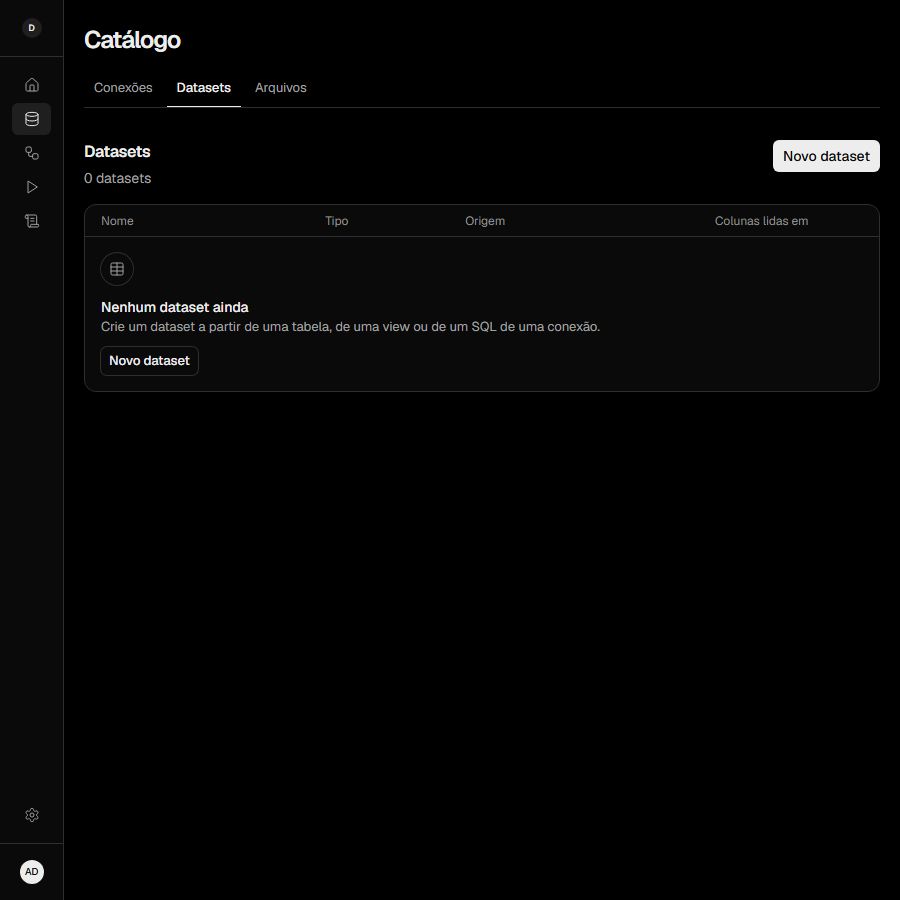 D
Catálogo
Conexões Datasets Arquivos
Datasets
Novo dataset
0 datasets
Nome Tipo Origem Colunas lidas em
Nenhum dataset ainda
Crie um dataset a partir de uma tabela, de uma view ou de um SQL de uma conexão.
Novo dataset
AD